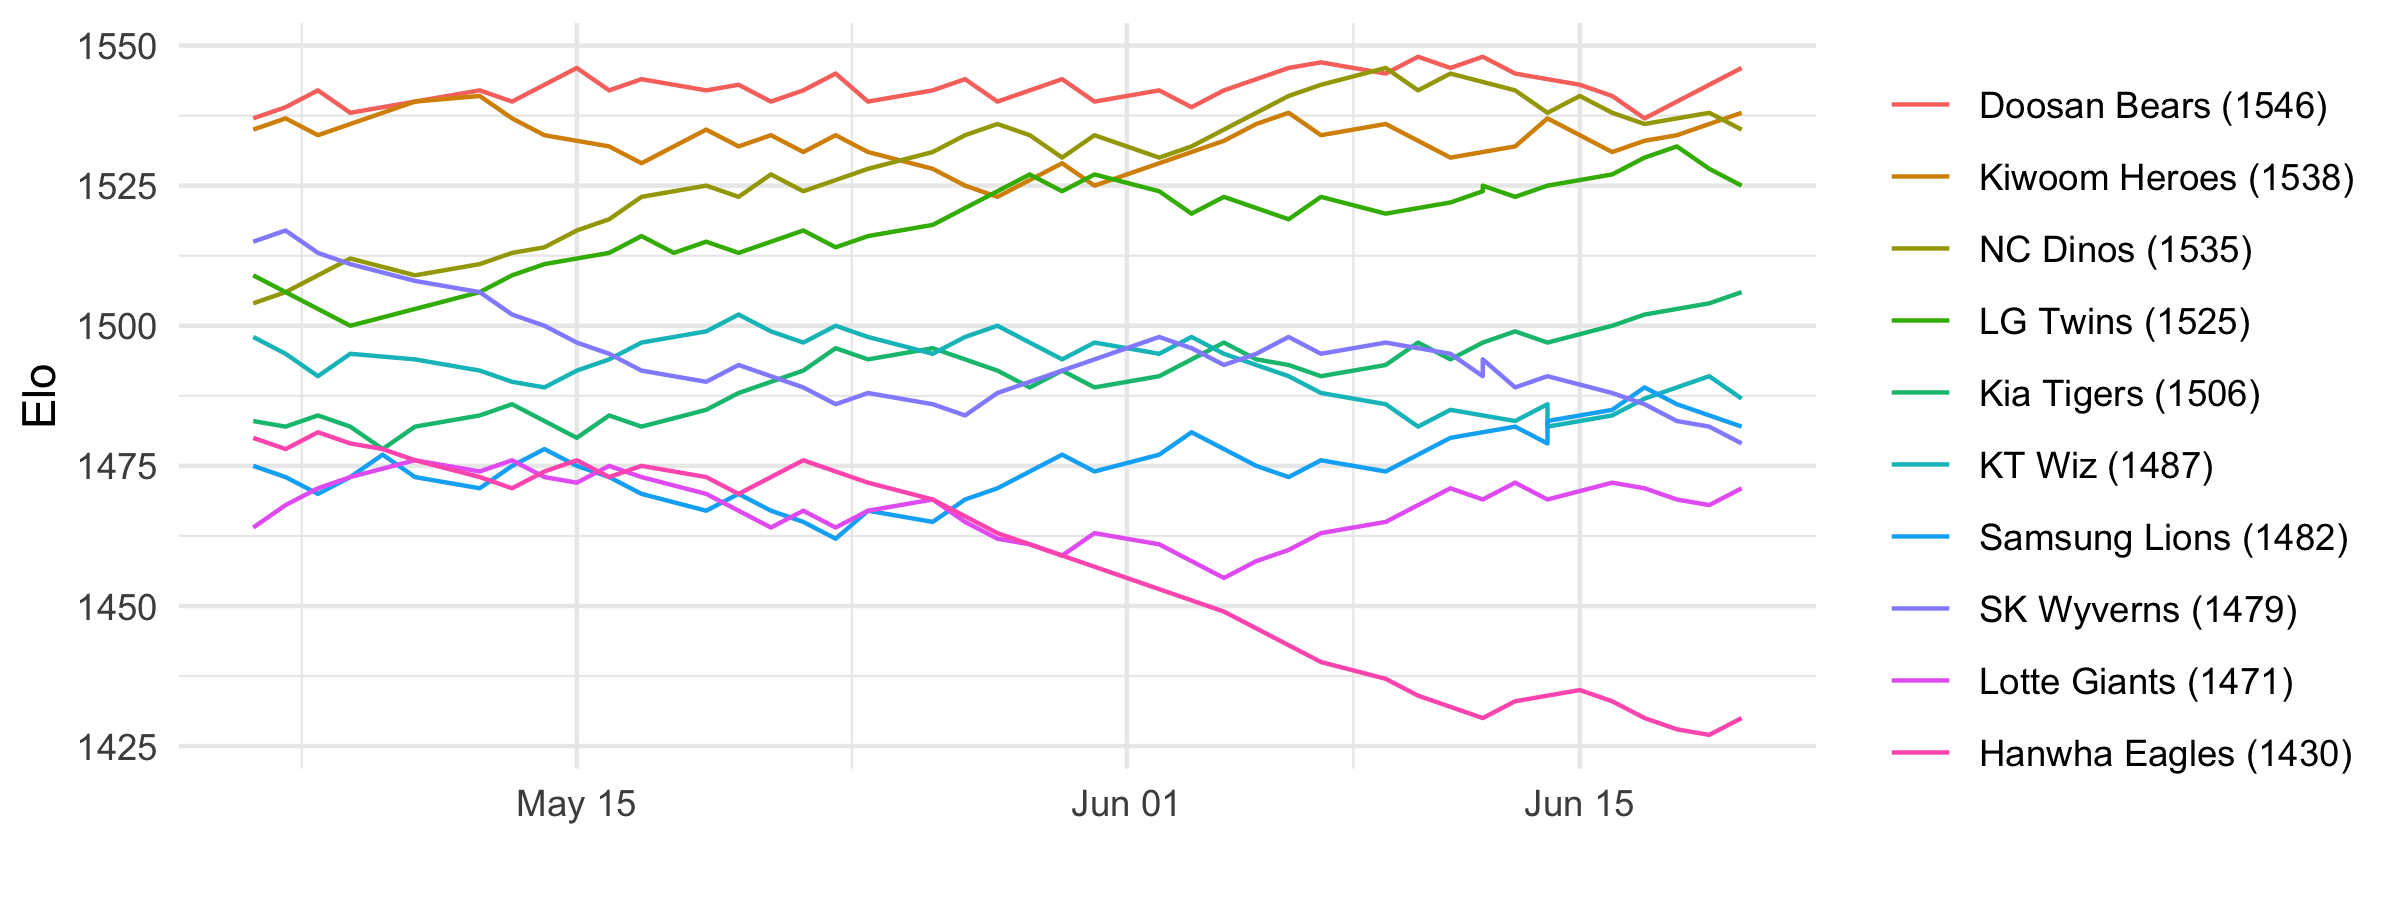 1550
1525
1500
1475
1450
1425
Elo
May 15
Jun 01
Jun 15
Doosan Bears (1546)
Kiwoom Heroes (1538)
NC Dinos (1535)
LG Twins (1525)
Kia Tigers (1506)
KT Wiz (1487)
Samsung Lions (1482)
SK Wyverns (1479)
Lotte Giants (1471)
Hanwha Eagles (1430)